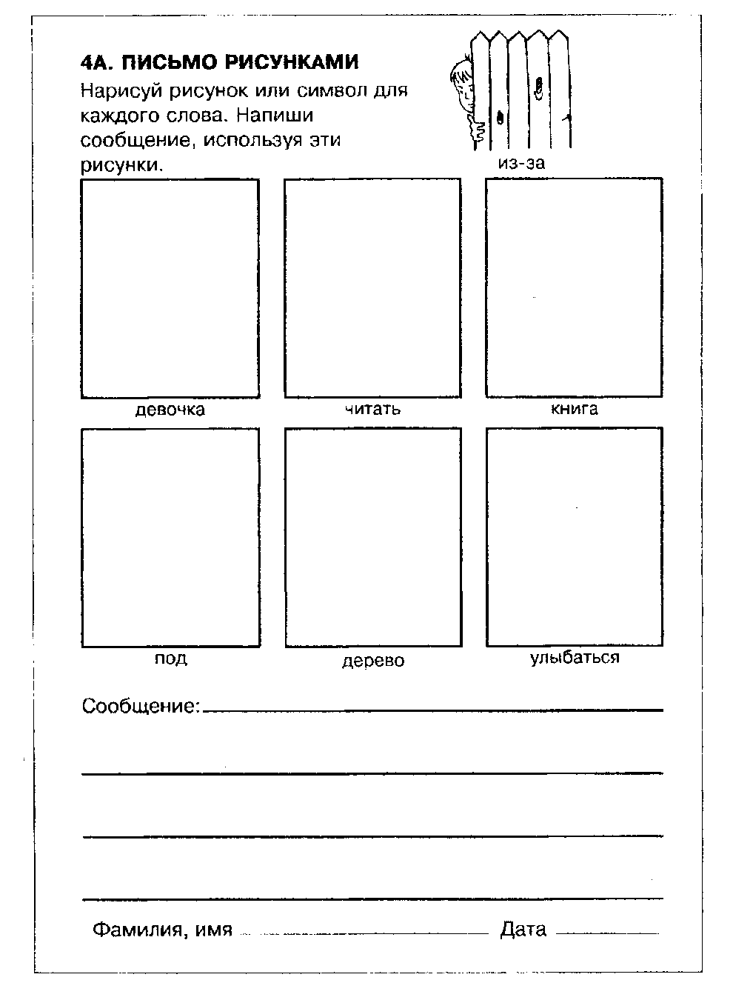 4А. ПИСЬМО РИСУНКАМИ
Нарисуй рисунок или символ для
каждого слова. Напиши
сообщение, используя эти
рисунки.
из-за
девочка
читать
книга
под
дерево
улыбаться
Сообщение:
Фамилия, имя
Дата